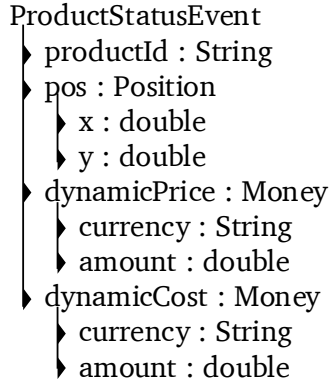 ProductStatusEvent
productId : String
pos : Position
x : double
y : double
dynamicPrice : Money
currency : String
amount : double
dynamicCost : Money
currency : String
amount : double